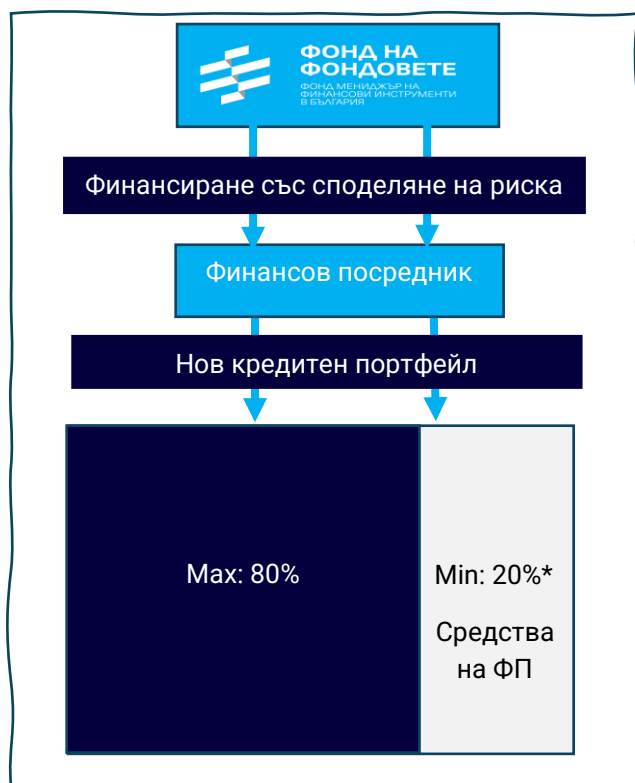 ФОНД НА
ФОНДОВЕТЕ
ФОНД МЕНИДЖЪР НА
ФИНАНСОВИ ИНСТРУМЕНТИ
В БЪЛГАРИЯ
Финансиране със споделяне на риска
Финансов посредник
Нов кредитен портфейл
Max: 80%
Min: 20%*
Средства
на ФП